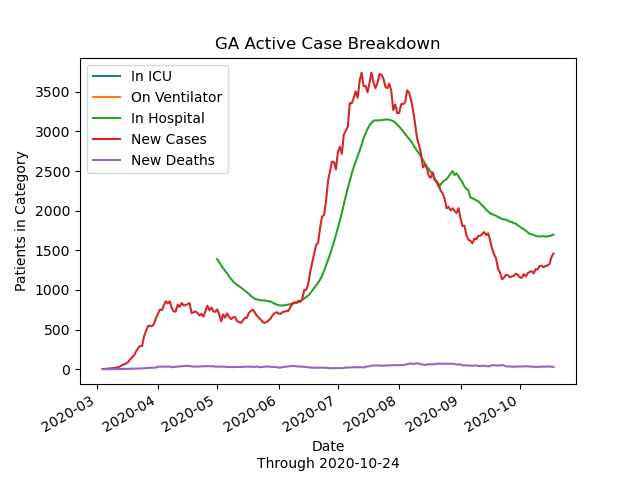 GA Active Case Breakdown
In ICU
On Ventilator
In Hospital
New Cases
New Deaths
Patients in Category
3500
3000
2500
2000
1500
1000
500
0
2020-03
2020-04
2020-05
2020-06
2020-07
2020-08
2020-09
2020-10
Date
Through 2020-10-24